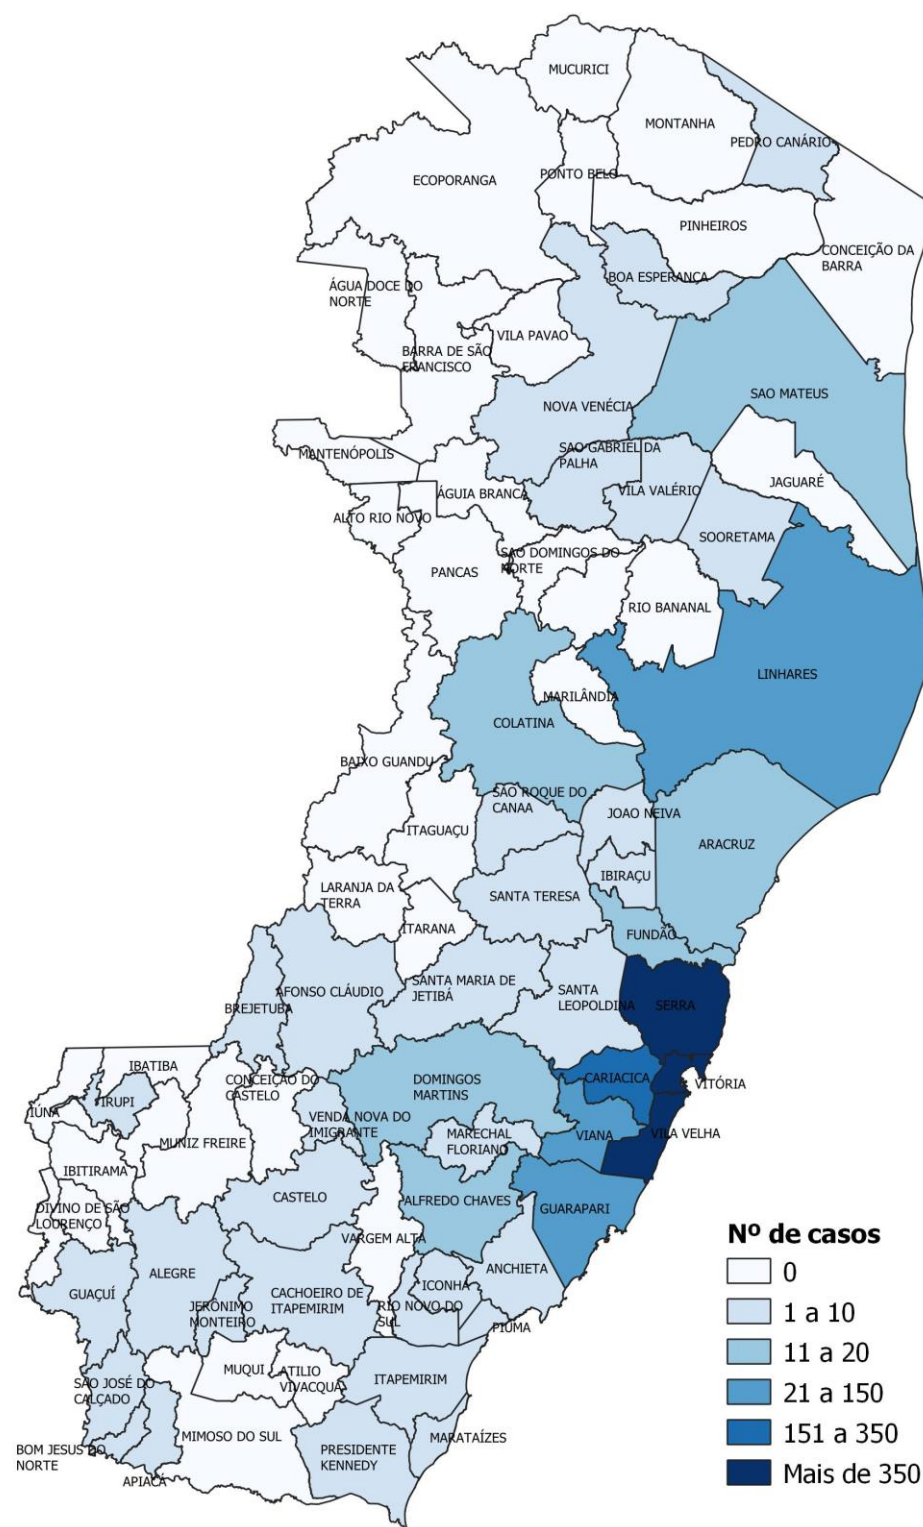 MUCURICI
MONTANHA
PEDRO CANÁRIO
PONTO BELO
ECOPORANGA
PINHEIROS
CONCEIÇÃO DA
BARRA
BOA ESPERANÇA
ÁGUA DOCE DO
NORTE
VILA PAVAO
BARRA DE SÃO
FRANCISCO
SAO MATEUS
NOVA VENÉCIA
SAO GABRIEL DA
PALHA
MANTENÓPOLIS
JAGUARÉ
VILA VALÉRIO
ÁGUIA BRANCA
ALTO RIO NOVO
SOORETAMA
SAO DOMINGOS DO
NORTE
PANCAS
RIO BANANAL
LINHARES
MARILÂNDIA
COLATINA
BAIXO GUANDU
SÃO ROQUE DO
CANAA
JOAO NEIVA
ITAGUAÇU
ARACRUZ
IBIRAÇU
LARANJA DA
TERRA
SANTA TERESA
ITARANA
FUNDÃO
SANTA MARIA DE
JETIBÁ
SANTA
LEOPOLDINA
AFONSO CLÁUDIO
SERRA
BREJETUBA
IBATIBA
CONCEIÇÃO DO
CASTELO
DOMINGOS
MARTINS
CARIACICA
VITÓRIA
IRUPI
IÚNA
VENDA NOVA DO
IMIGRANTE
MARECHAL
FLORIANO
VIANA
VILA VELHA
MUNIZ FREIRE
IBITIRAMA
CASTELO
ALFREDO CHAVES
GUARAPARI
DIVINO DE SÃO
LOURENÇO
VARGEM ALTA
ANCHIETA
ALEGRE
GUAÇUÍ
ICONHA
CACHOEIRO DE
ITAPEMIRIM
JERÔNIMO
MONTEIRO
RIO NOVO DO
SUL
PIÚMA
MUQUI
ATILIO
VIVACQUA
ITAPEMIRIM
SÃO JOSÉ DO
CALÇADO
MIMOSO DO SUL
MARATAÍZES
PRESIDENTE
KENNEDY
BOM JESUS DO
NORTE
APIACÁ
Nº de casos
0
1 a 10
11 a 20
21 a 150
151 a 350
Mais de 350